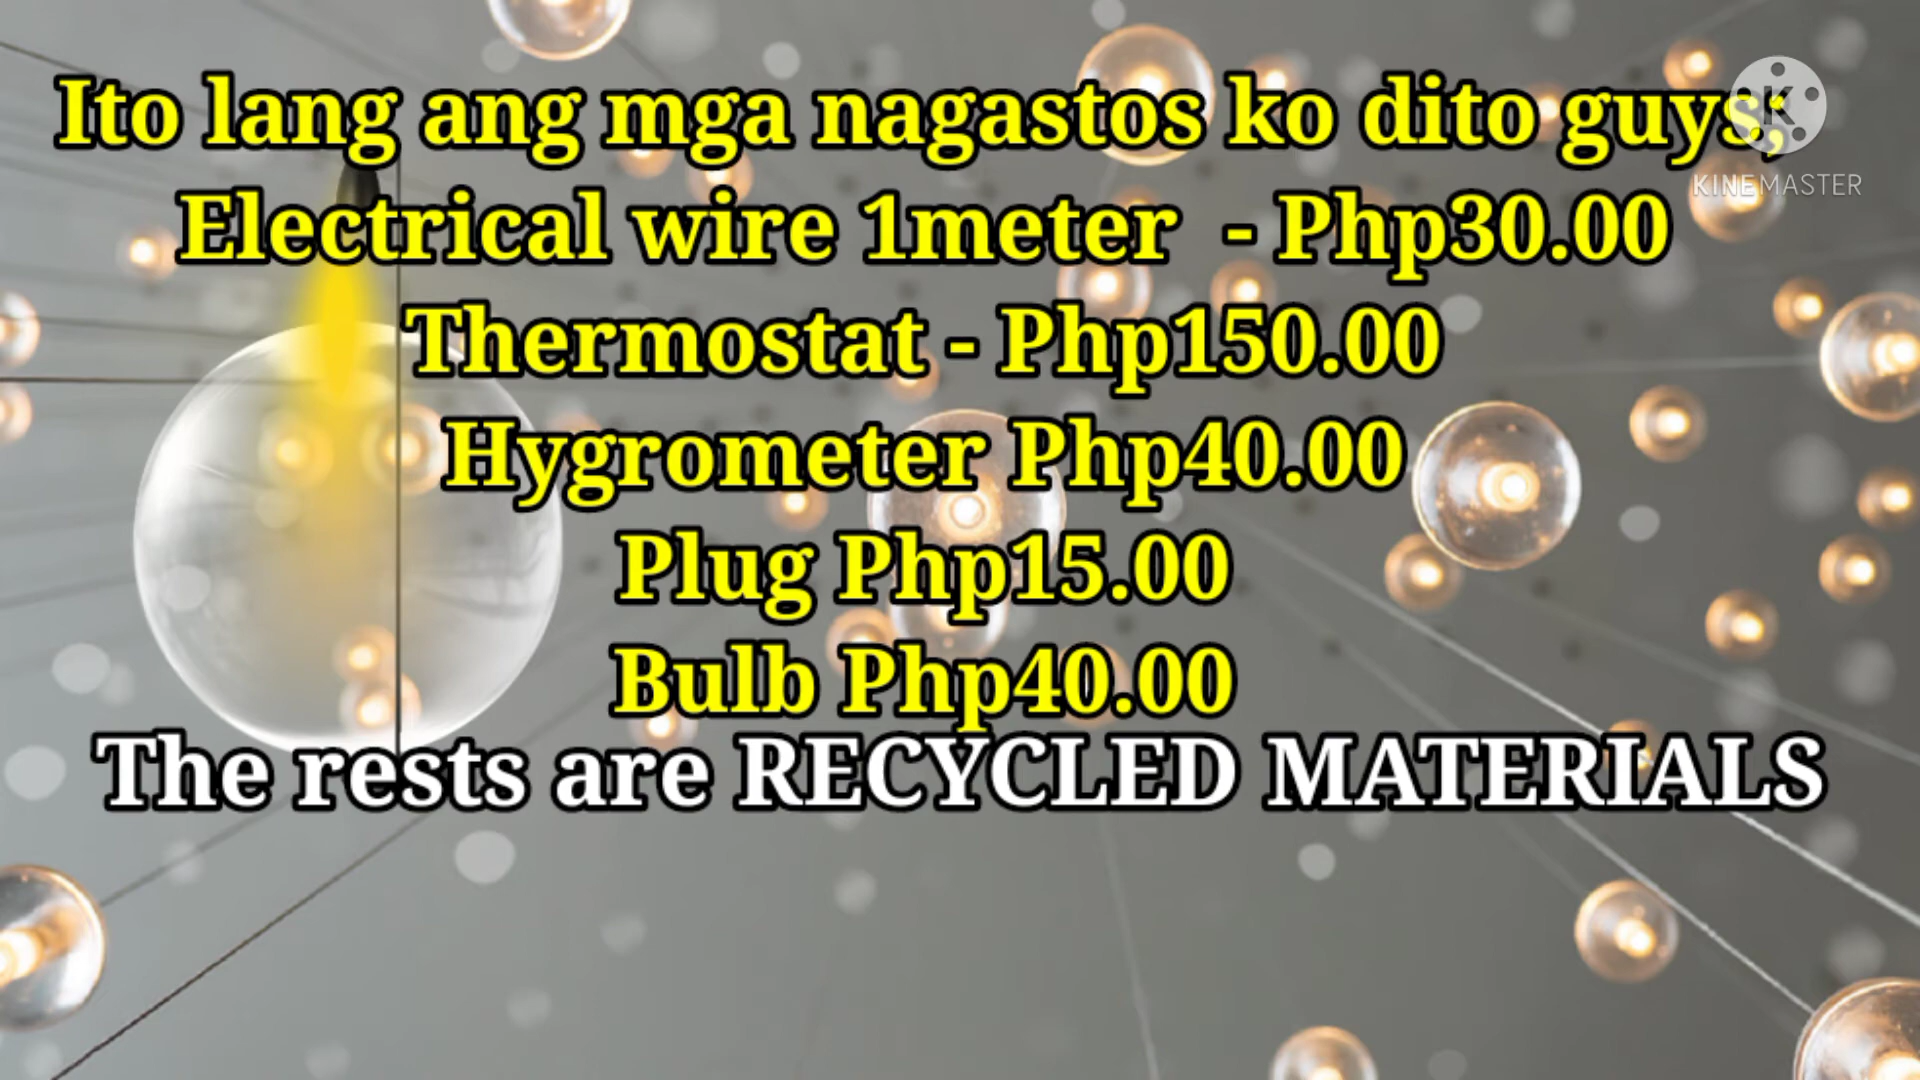 Ito lang ang mga nagastos ko dito guys;
Electrical wire 1meter - Php30.00
Thermostat - Php150.00
Hygrometer Php40.00
Plug Php15.00
Bulb Php40.00
The rests are RECYCLED MATERIALS
K
KINEMASTER